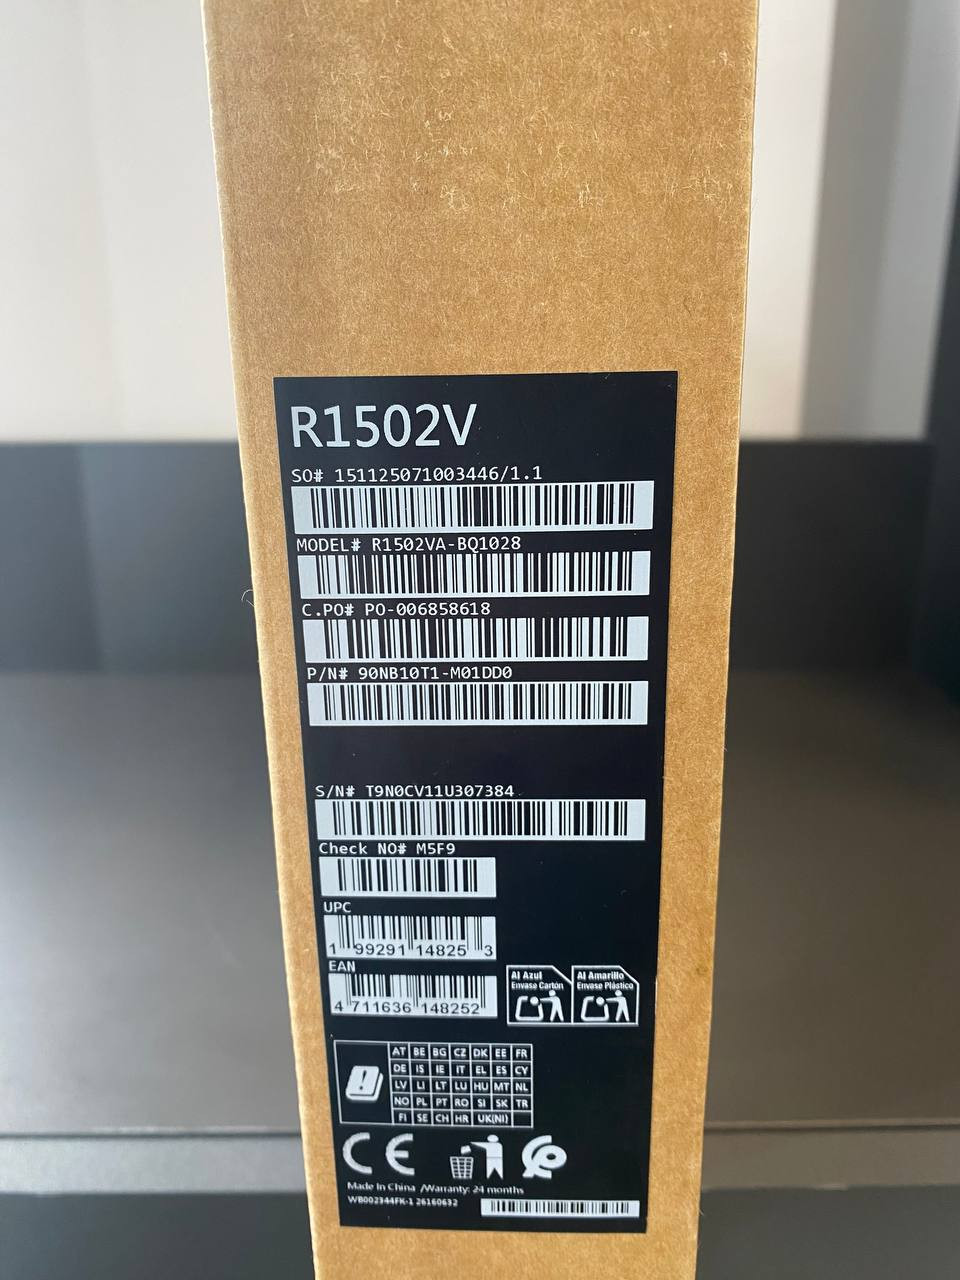 R1502V
SO# 151125071003446/1.1
MODEL# R1502VA-BQ1028
C.PO# PO-006858618
P/N# 90NB10T1-M01DD0
S/N# T9N0CV11U307384
Check NO# M5F9
UPC
1 99291 14825 3
EAN
4 711636 148252
Al Azul
Envase Cartón
Al Amarillo
Envase Plástico
AT BE BG CZ DK EE FR
DE IS IE IT EL ES CY
LV LI LT LU HU MT NL
NO PL PT RO SI SK TR
FI SE CH HR UK(NI)
CE
Made In China /Warranty: 24 months
WB002344FK-1 26160632